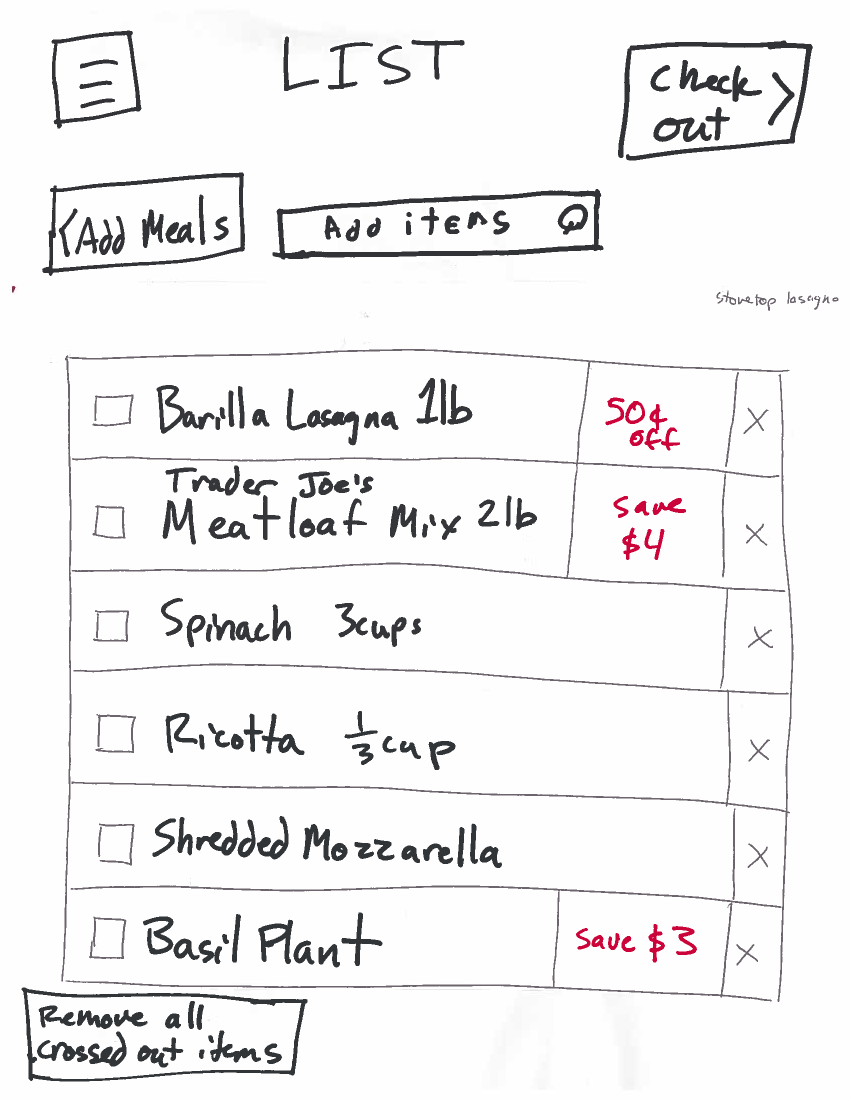 LIST
Check
out >
<Add Meals
Add items
stovetop lasagna
Barilla Lasagna 1lb
50¢
off
X
Trader Joe's
Meatloaf Mix 2lb
Save
$4
X
Spinach 3cups
X
Ricotta 1/3 cup
X
Shredded Mozzarella
X
Basil Plant
Save $3
X
Remove all
crossed out items